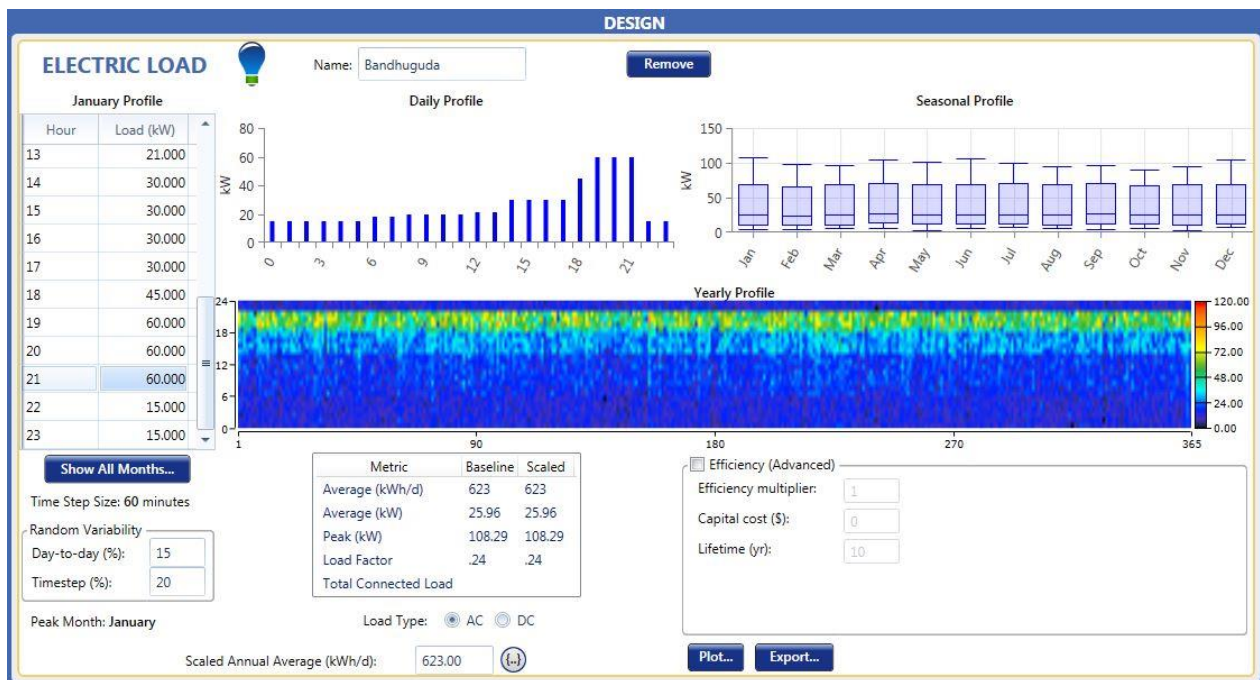 DESIGN
ELECTRIC LOAD
Name: Bandhuguda
Remove
January Profile
Hour Load (kW)
13 21.000
14 30.000
15 30.000
16 30.000
17 30.000
18 45.000
19 60.000
20 60.000
21 60.000
22 15.000
23 15.000
Daily Profile
kW
80
60
40
20
0
0 3 6 9 12 15 18 21
Seasonal Profile
kW
150
100
50
0
Jan Feb Mar Apr May Jun Jul Aug Sep Oct Nov Dec
Yearly Profile
24
18
12
6
0
1 90 180 270 365
120.00
96.00
72.00
48.00
24.00
0.00
Show All Months...
Time Step Size: 60 minutes
Random Variability
Day-to-day (%): 15
Timestep (%): 20
Peak Month: January
Metric Baseline Scaled
Average (kWh/d) 623 623
Average (kW) 25.96 25.96
Peak (kW) 108.29 108.29
Load Factor .24 .24
Total Connected Load
Load Type: AC DC
Scaled Annual Average (kWh/d): 623.00 {..}
Efficiency (Advanced)
Efficiency multiplier: 1
Capital cost ($): 0
Lifetime (yr): 10
Plot... Export...